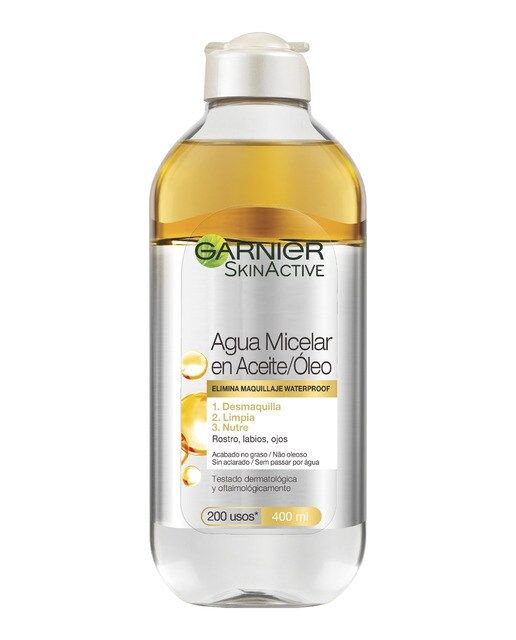 GARNIER
SKINACTIVE
Agua Micelar
en Aceite/Óleo
ELIMINA MAQUILLAJE WATERPROOF
1. Desmaquilla
2. Limpia
3. Nutre
Rostro, labios, ojos
Acabado no graso / Não oleoso
Sin aclarado / Sem passar por água
Testado dermatológica
y oftalmológicamente
200 usos* 400 ml